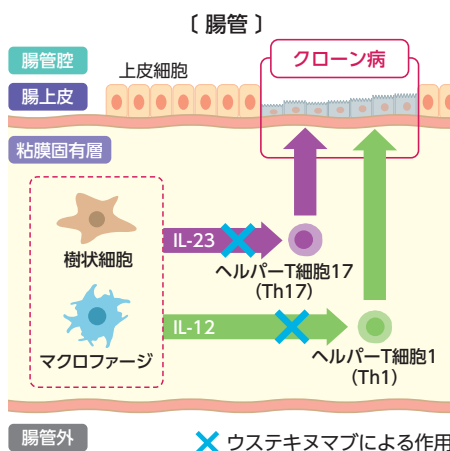 〔 腸管 〕
腸管腔
上皮細胞
クローン病
腸上皮
粘膜固有層
樹状細胞
IL-23
ヘルパーT細胞17
(Th17)
マクロファージ
IL-12
ヘルパーT細胞1
(Th1)
腸管外
ウステキヌマブによる作用